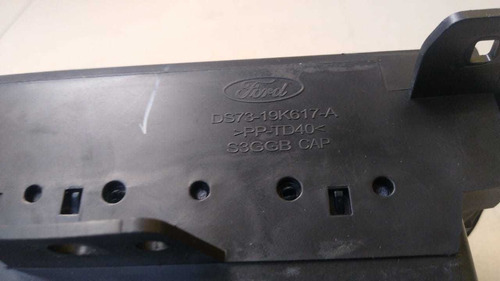 Ford
DS73-19K617-A
>PP-TD40<
S3GGB CAP